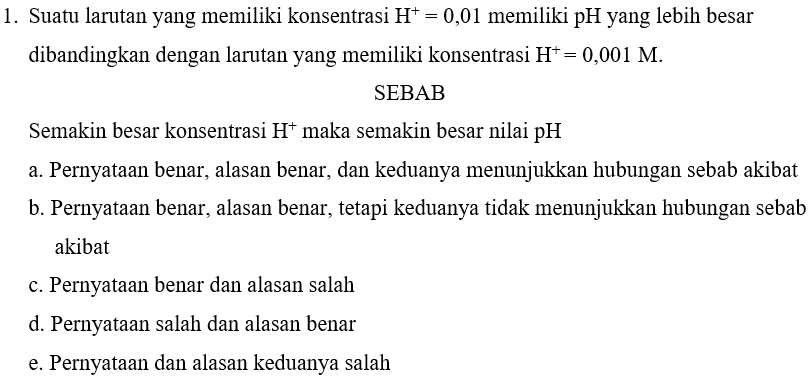 1. Suatu larutan yang memiliki konsentrasi H⁺ = 0,01 memiliki pH yang lebih besar
dibandingkan dengan larutan yang memiliki konsentrasi H⁺ = 0,001 M.
SEBAB
Semakin besar konsentrasi H⁺ maka semakin besar nilai pH
a. Pernyataan benar, alasan benar, dan keduanya menunjukkan hubungan sebab akibat
b. Pernyataan benar, alasan benar, tetapi keduanya tidak menunjukkan hubungan sebab
akibat
c. Pernyataan benar dan alasan salah
d. Pernyataan salah dan alasan benar
e. Pernyataan dan alasan keduanya salah